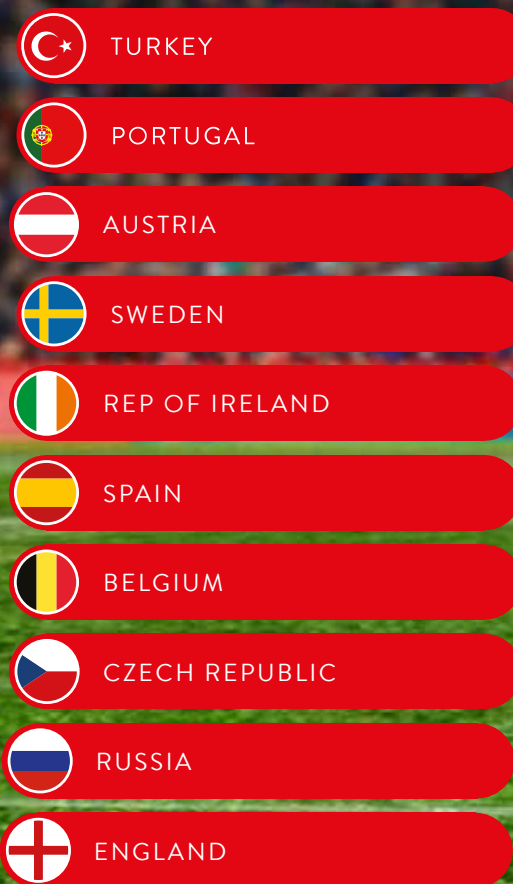 TURKEY
PORTUGAL
AUSTRIA
SWEDEN
REP OF IRELAND
SPAIN
BELGIUM
CZECH REPUBLIC
RUSSIA
ENGLAND